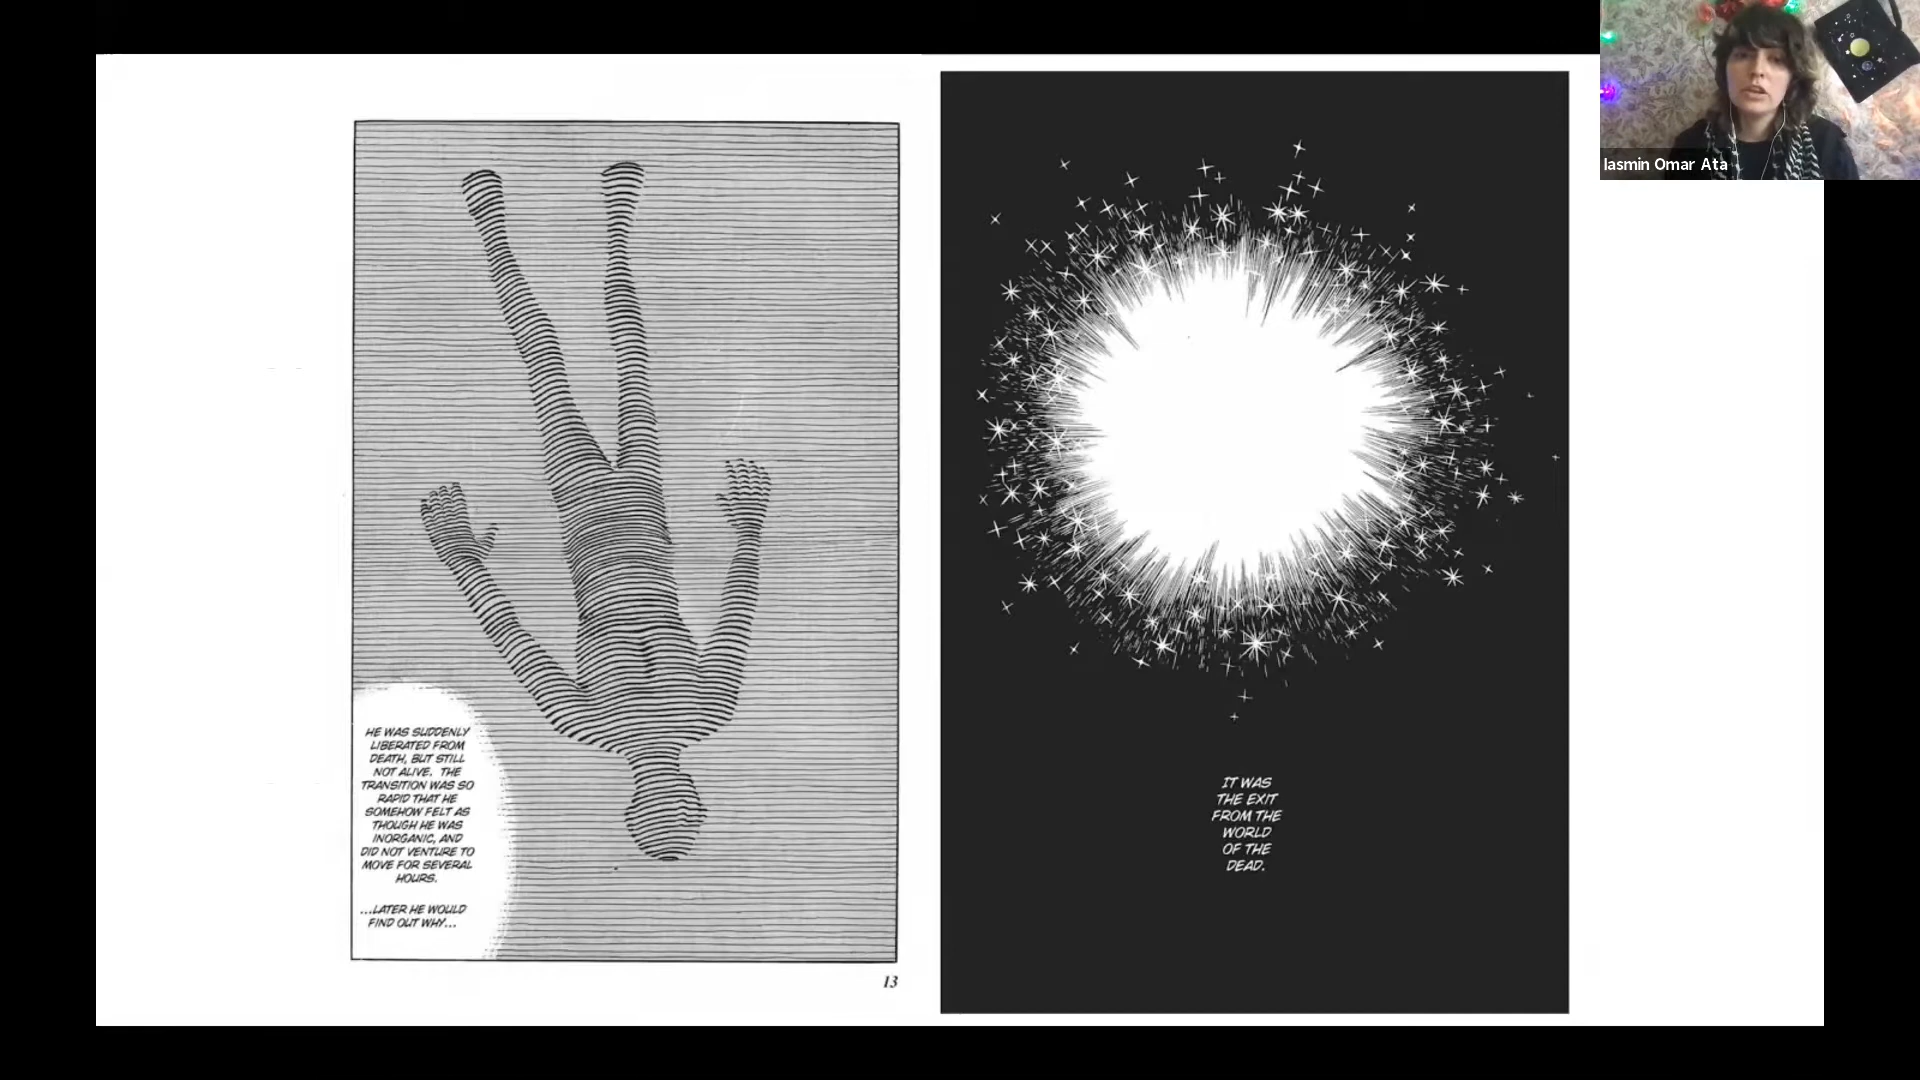 HE WAS SUDDENLY
LIBERATED FROM
DEATH, BUT STILL
NOT ALIVE. THE
TRANSITION WAS SO
RAPID THAT HE
SOMEHOW FELT AS
THOUGH HE WAS
INORGANIC, AND
DID NOT VENTURE TO
MOVE FOR SEVERAL
HOURS.
...LATER HE WOULD
FIND OUT WHY...
13
IT WAS
THE EXIT
FROM THE
WORLD
OF THE
DEAD.
Iasmin Omar Ata